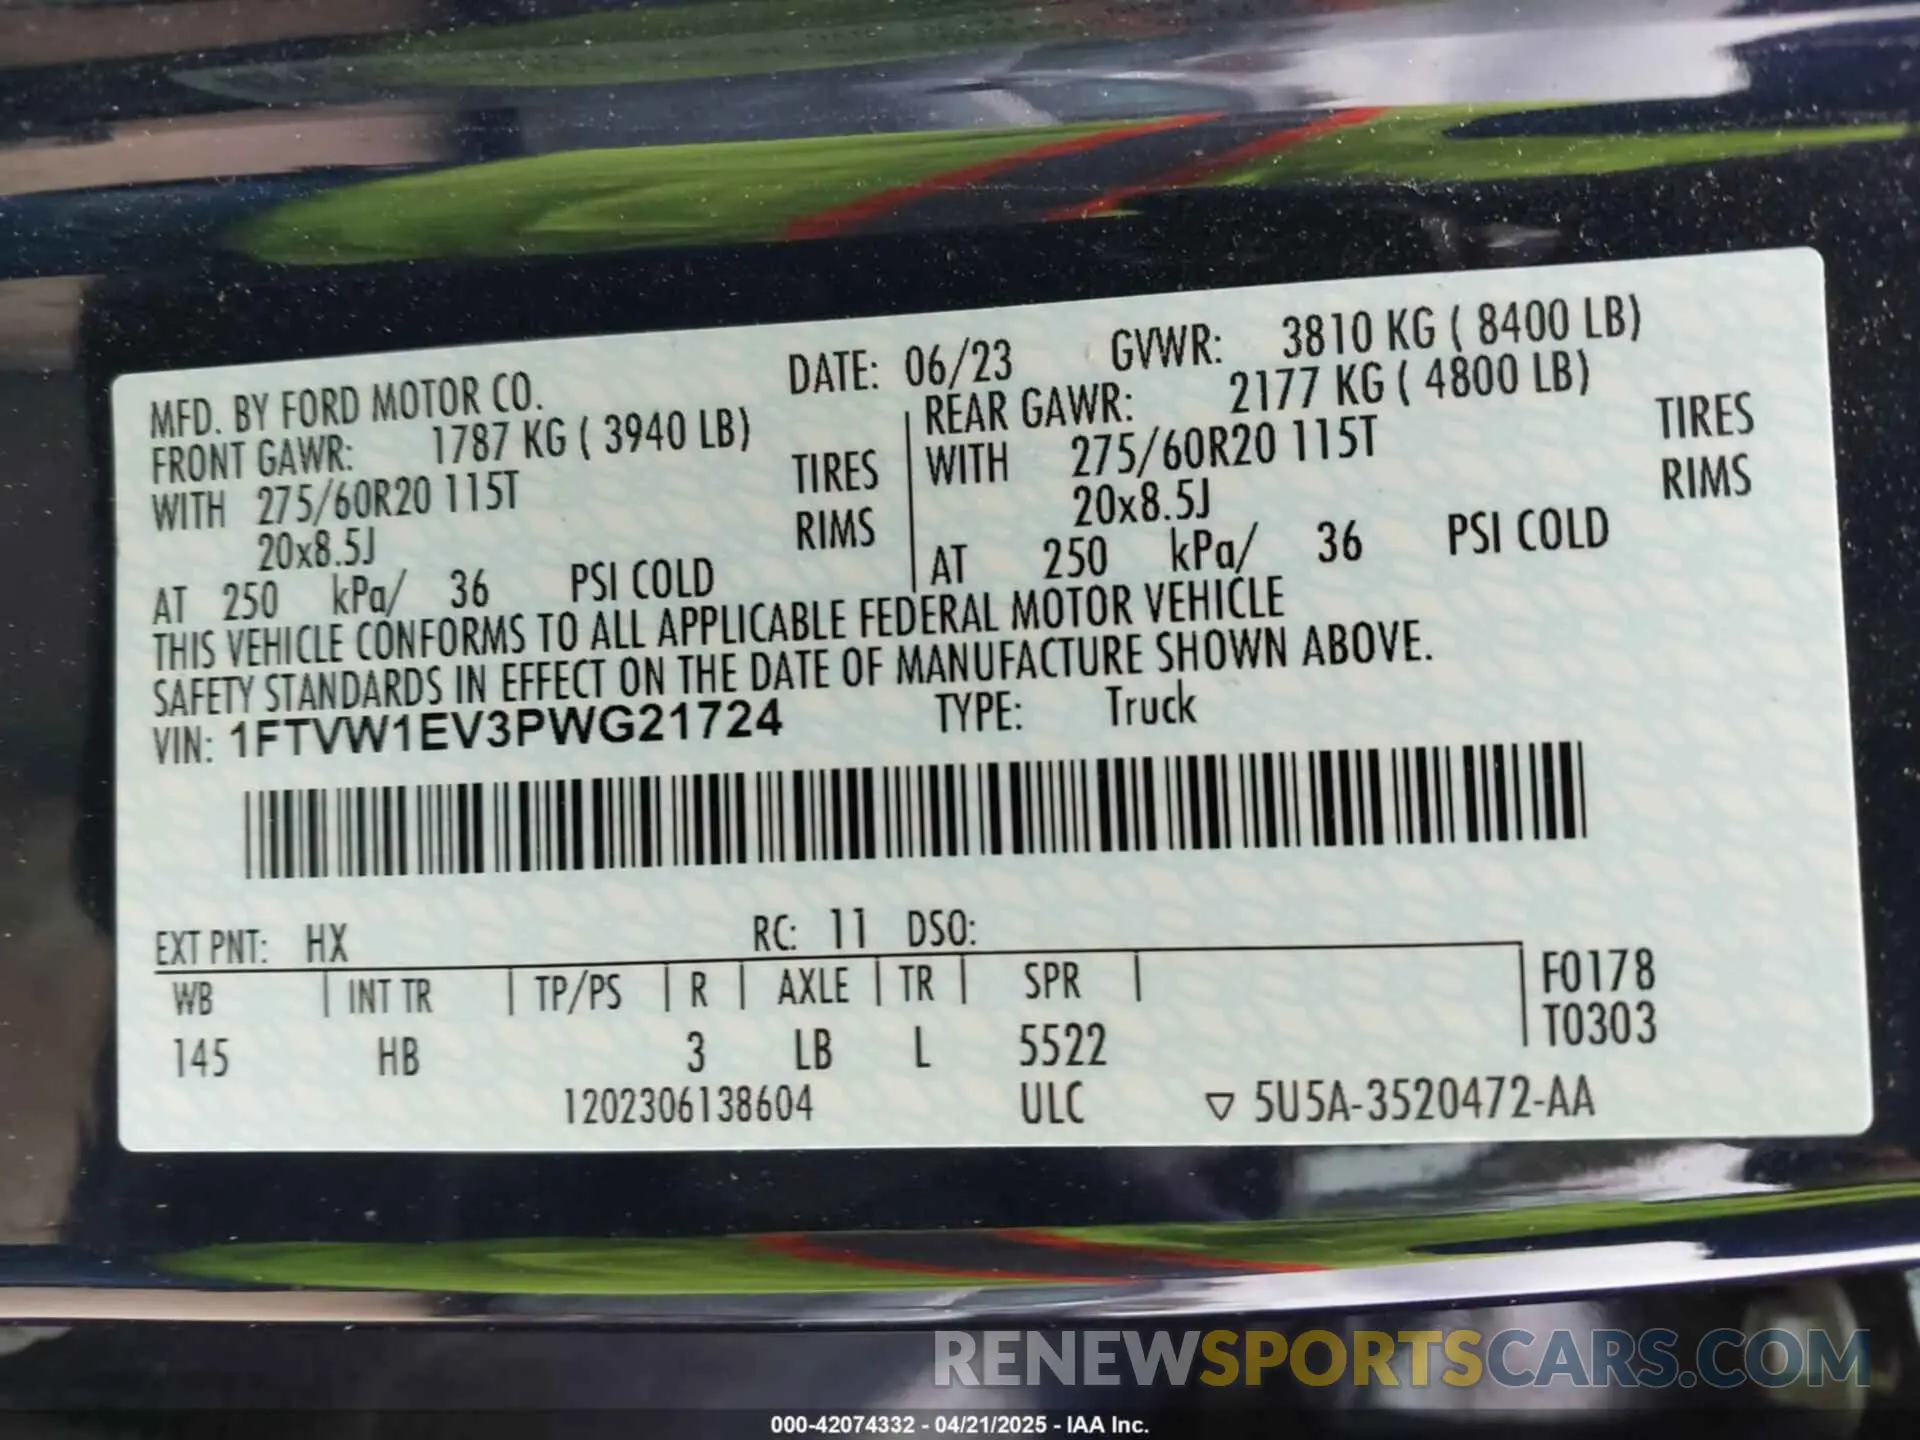 MFD. BY FORD MOTOR CO. DATE: 06/23 GVWR: 3810 KG ( 8400 LB)
FRONT GAWR: 1787 KG ( 3940 LB) REAR GAWR: 2177 KG ( 4800 LB)
WITH 275/60R20 115T TIRES WITH 275/60R20 115T TIRES
20x8.5J RIMS 20x8.5J RIMS
AT 250 kPa/ 36 PSI COLD AT 250 kPa/ 36 PSI COLD
THIS VEHICLE CONFORMS TO ALL APPLICABLE FEDERAL MOTOR VEHICLE
SAFETY STANDARDS IN EFFECT ON THE DATE OF MANUFACTURE SHOWN ABOVE.
VIN: 1FTVW1EV3PWG21724 TYPE: Truck
EXT PNT: HX RC: 11 DSO:
WB INT TR TP/PS R AXLE TR SPR F0178
145 HB 3 LB L 5522 T0303
1202306138604 ULC ▽ 5U5A-3520472-AA
RENEWSPORTSCARS.COM
000-42074332 - 04/21/2025 - IAA Inc.